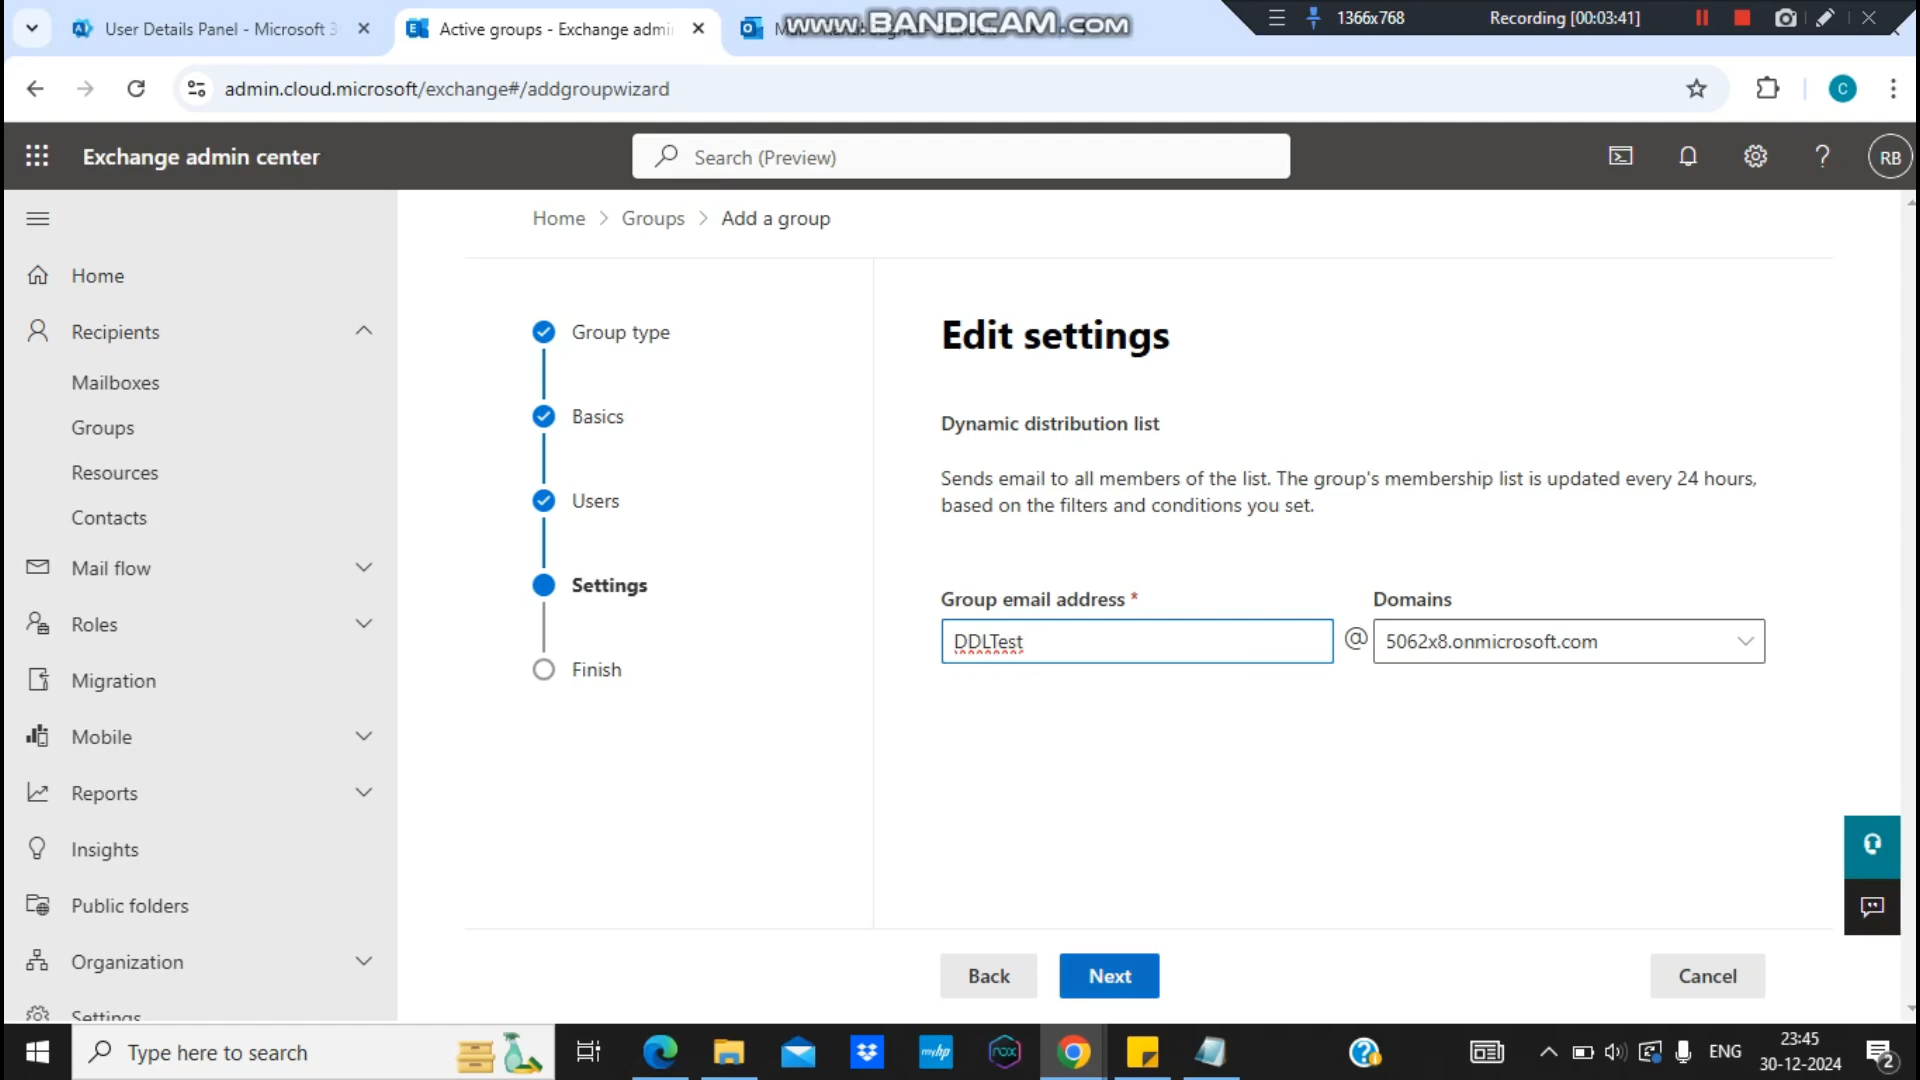 User Details Panel - Microsoft 3
Active groups - Exchange admi
www.BANDICAM.com
1366x768
Recording [00:03:41]
admin.cloud.microsoft/exchange#/addgroupwizard
C
Exchange admin center
Search (Preview)
RB
Home > Groups > Add a group
Home
Recipients
Mailboxes
Groups
Resources
Contacts
Mail flow
Roles
Migration
Mobile
Reports
Insights
Public folders
Organization
Settings
Group type
Basics
Users
Settings
Finish
Edit settings
Dynamic distribution list
Sends email to all members of the list. The group's membership list is updated every 24 hours,
based on the filters and conditions you set.
Group email address *
Domains
DDLTest
@
5062x8.onmicrosoft.com
Back
Next
Cancel
Type here to search
myhp
nox
ENG
23:45
30-12-2024
2